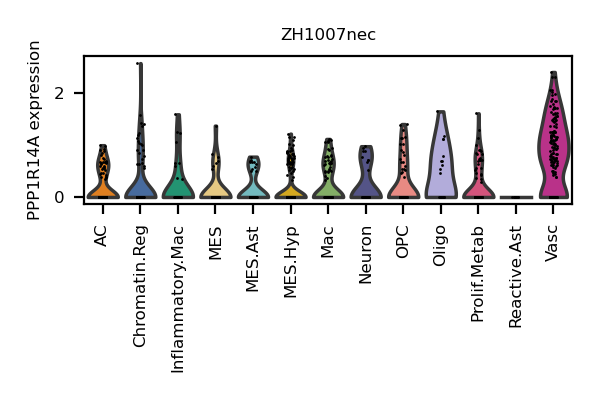 ZH1007nec
PPP1R14A expression
2
0
AC
Chromatin.Reg
Inflammatory.Mac
MES
MES.Ast
MES.Hyp
Mac
Neuron
OPC
Oligo
Prolif.Metab
Reactive.Ast
Vasc